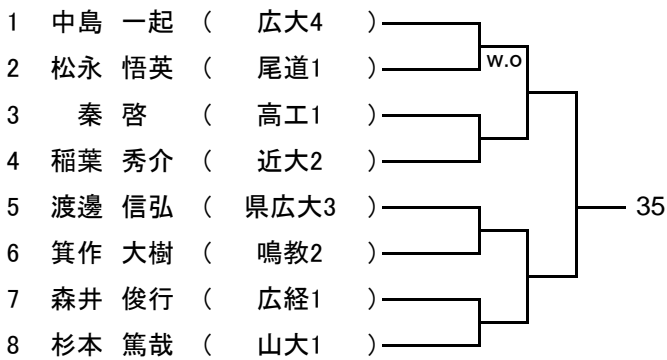 1 中島 一起 ( 広大4 )
2 松永 悟英 ( 尾道1 ) w.o
3 秦 啓 ( 高工1 )
4 稲葉 秀介 ( 近大2 )
5 渡邊 信弘 ( 県広大3 ) 35
6 箕作 大樹 ( 鳴教2 )
7 森井 俊行 ( 広経1 )
8 杉本 篤哉 ( 山大1 )